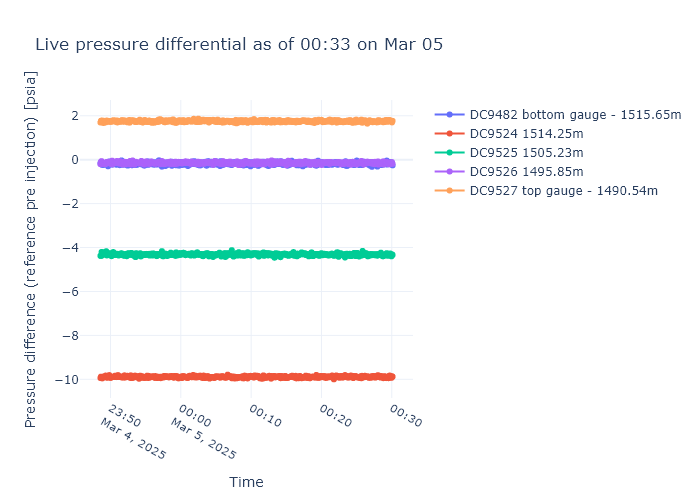 Live pressure differential as of 00:33 on Mar 05
Pressure difference (reference pre injection) [psia]
2
0
−2
−4
−6
−8
−10
23:50
Mar 4, 2025
00:00
Mar 5, 2025
00:10
00:20
00:30
Time
DC9482 bottom gauge - 1515.65m
DC9524 1514.25m
DC9525 1505.23m
DC9526 1495.85m
DC9527 top gauge - 1490.54m